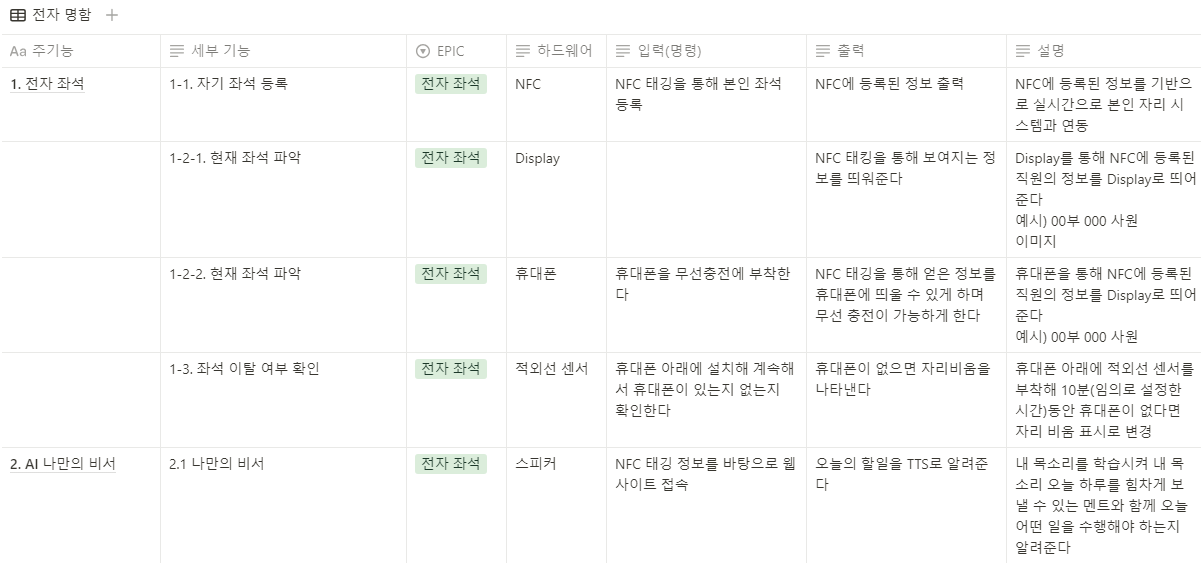 전자 명함
Aa 주기능
세부 기능
EPIC
하드웨어
입력(명령)
출력
설명
1. 전자 좌석
1-1. 자기 좌석 등록
전자 좌석
NFC
NFC 태깅을 통해 본인 좌석
등록
NFC에 등록된 정보 출력
NFC에 등록된 정보를 기반으
로 실시간으로 본인 자리 시
스템과 연동
1-2-1. 현재 좌석 파악
전자 좌석
Display
NFC 태킹을 통해 보여지는 정
보를 띄워준다
Display를 통해 NFC에 등록된
직원의 정보를 Display로 띄어
준다
예시) 00부 000 사원
이미지
1-2-2. 현재 좌석 파악
전자 좌석
휴대폰
휴대폰을 무선충전에 부착한
다
NFC 태깅을 통해 얻은 정보를
휴대폰에 띄울 수 있게 하며
무선 충전이 가능하게 한다
휴대폰을 통해 NFC에 등록된
직원의 정보를 Display로 띄어
준다
예시) 00부 000 사원
1-3. 좌석 이탈 여부 확인
전자 좌석
적외선 센서
휴대폰 아래에 설치해 계속해
서 휴대폰이 있는지 없는지
확인한다
휴대폰이 없으면 자리비움을
나타낸다
휴대폰 아래에 적외선 센서를
부착해 10분(임의로 설정한
시간)동안 휴대폰이 없다면
자리 비움 표시로 변경
2. AI 나만의 비서
2.1 나만의 비서
전자 좌석
스피커
NFC 태깅 정보를 바탕으로 웹
사이트 접속
오늘의 할일을 TTS로 알려준
다
내 목소리를 학습시켜 내 목
소리 오늘 하루를 힘차게 보
낼 수 있는 멘트와 함께 오늘
어떤 일을 수행해야 하는지
알려준다